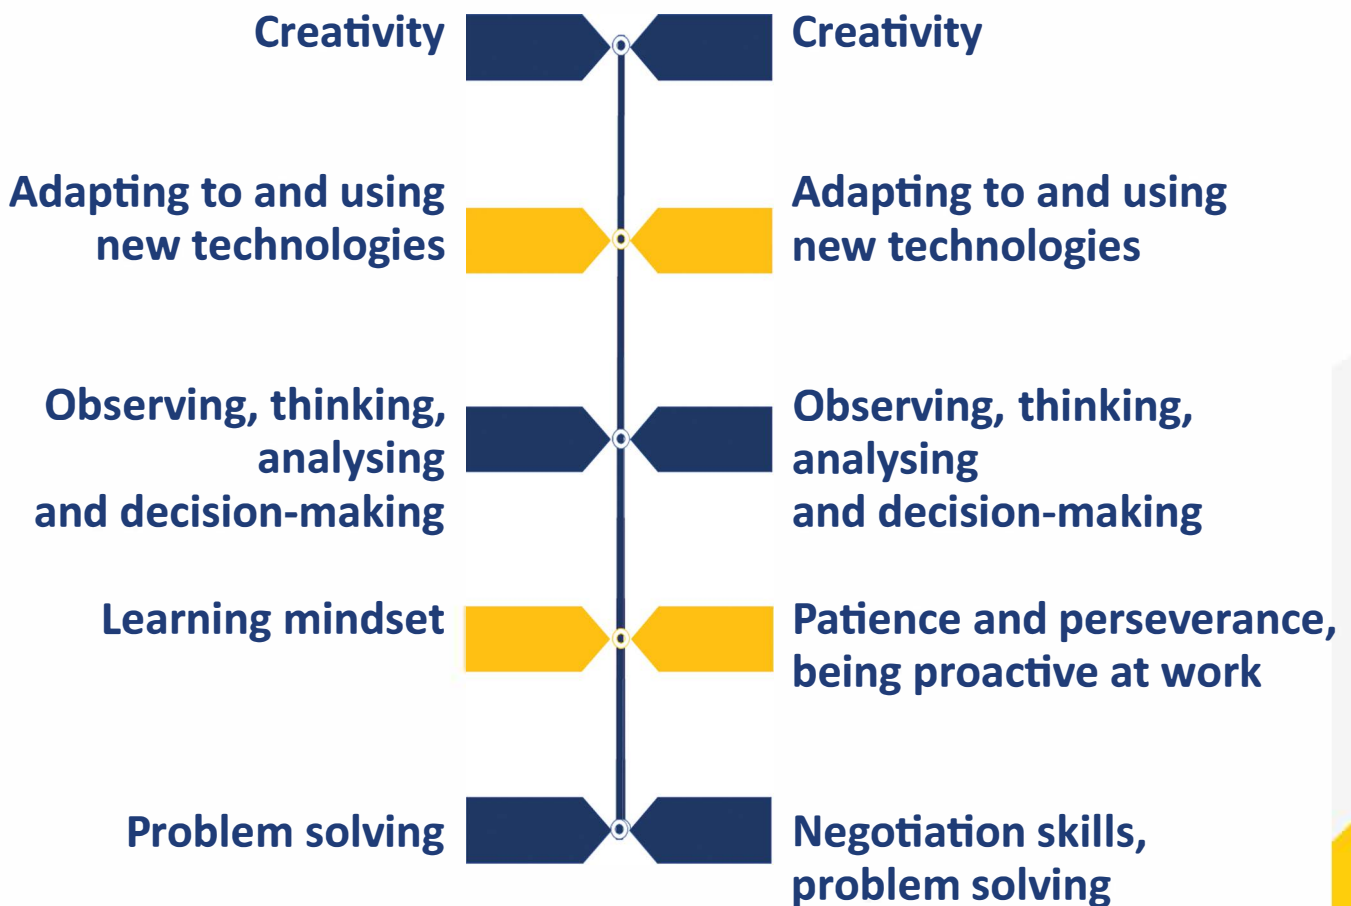 Creativity
Creativity
Adapting to and using
new technologies
Adapting to and using
new technologies
Observing, thinking,
analysing
and decision-making
Observing, thinking,
analysing
and decision-making
Learning mindset
Patience and perseverance,
being proactive at work
Problem solving
Negotiation skills,
problem solving